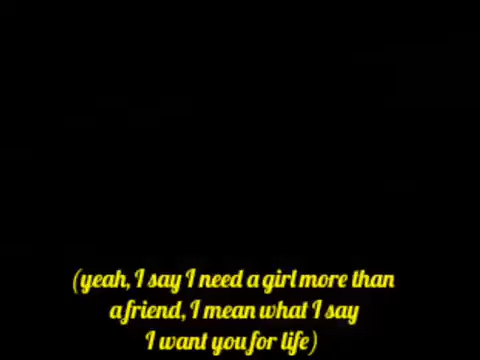 (yeah, I say I need a girl more than
a friend, I mean what I say
I want you for life)